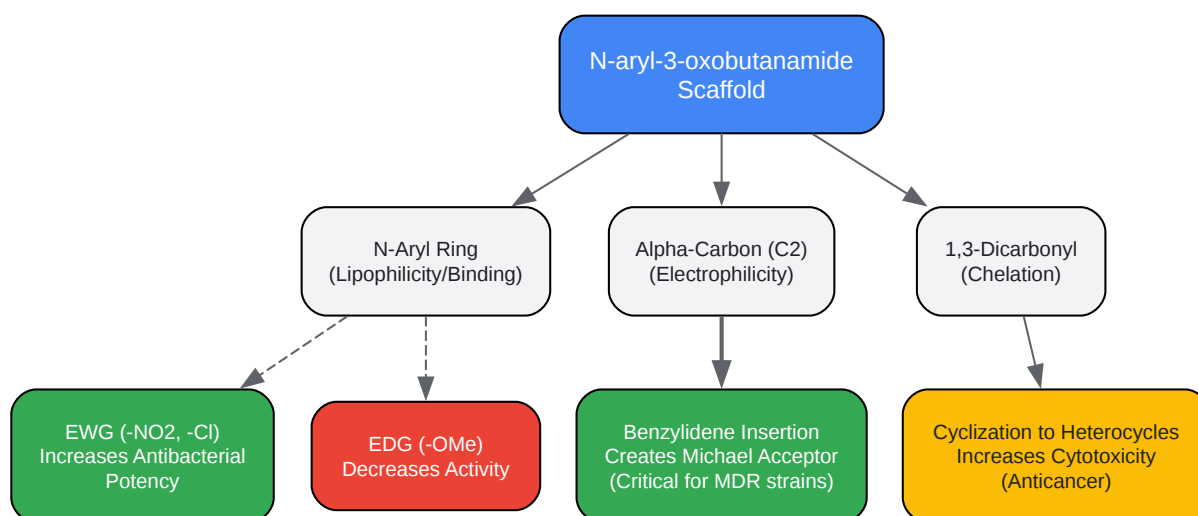 N-aryl-3-oxobutanamide
Scaffold
N-Aryl Ring
(Lipophilicity/Binding)
Alpha-Carbon (C2)
(Electrophilicity)
1,3-Dicarbonyl
(Chelation)
EWG (-NO2, -Cl)
Increases Antibacterial
Potency
EDG (-OMe)
Decreases Activity
Benzylidene Insertion
Creates Michael Acceptor
(Critical for MDR strains)
Cyclization to Heterocycles
Increases Cytotoxicity
(Anticancer)